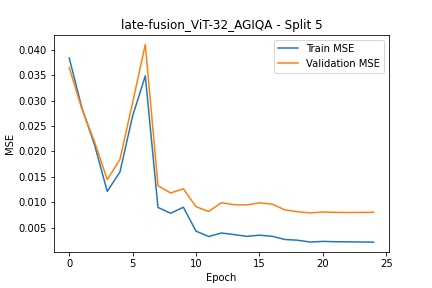 late-fusion_ViT-32_AGIQA - Split 5
Train MSE
Validation MSE
MSE
0.040
0.035
0.030
0.025
0.020
0.015
0.010
0.005
0 5 10 15 20 25
Epoch